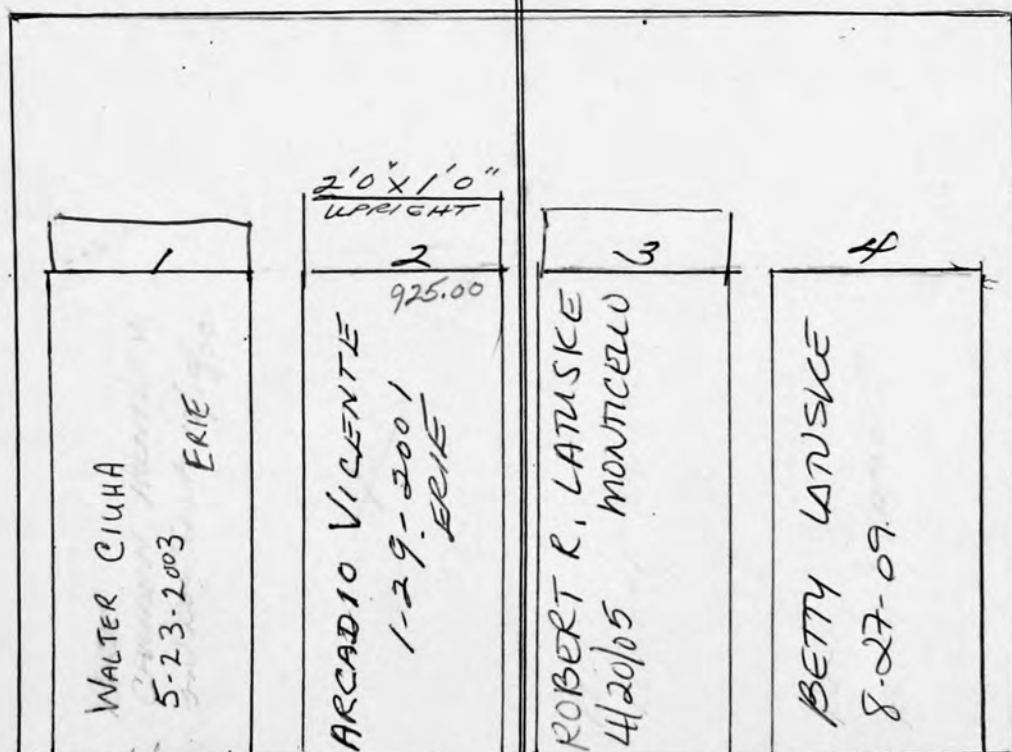 1
WALTER CIUHA
5-23-2003
ERIE
2'0" X 1'0"
UPRIGHT
2
925.00
ARCADIO VICENTE
1-29-2001
ERIE
3
ROBERT R. LATUSKE
4/20/05 MONTICELLO
4
BETTY LATUSKE
8-27-09